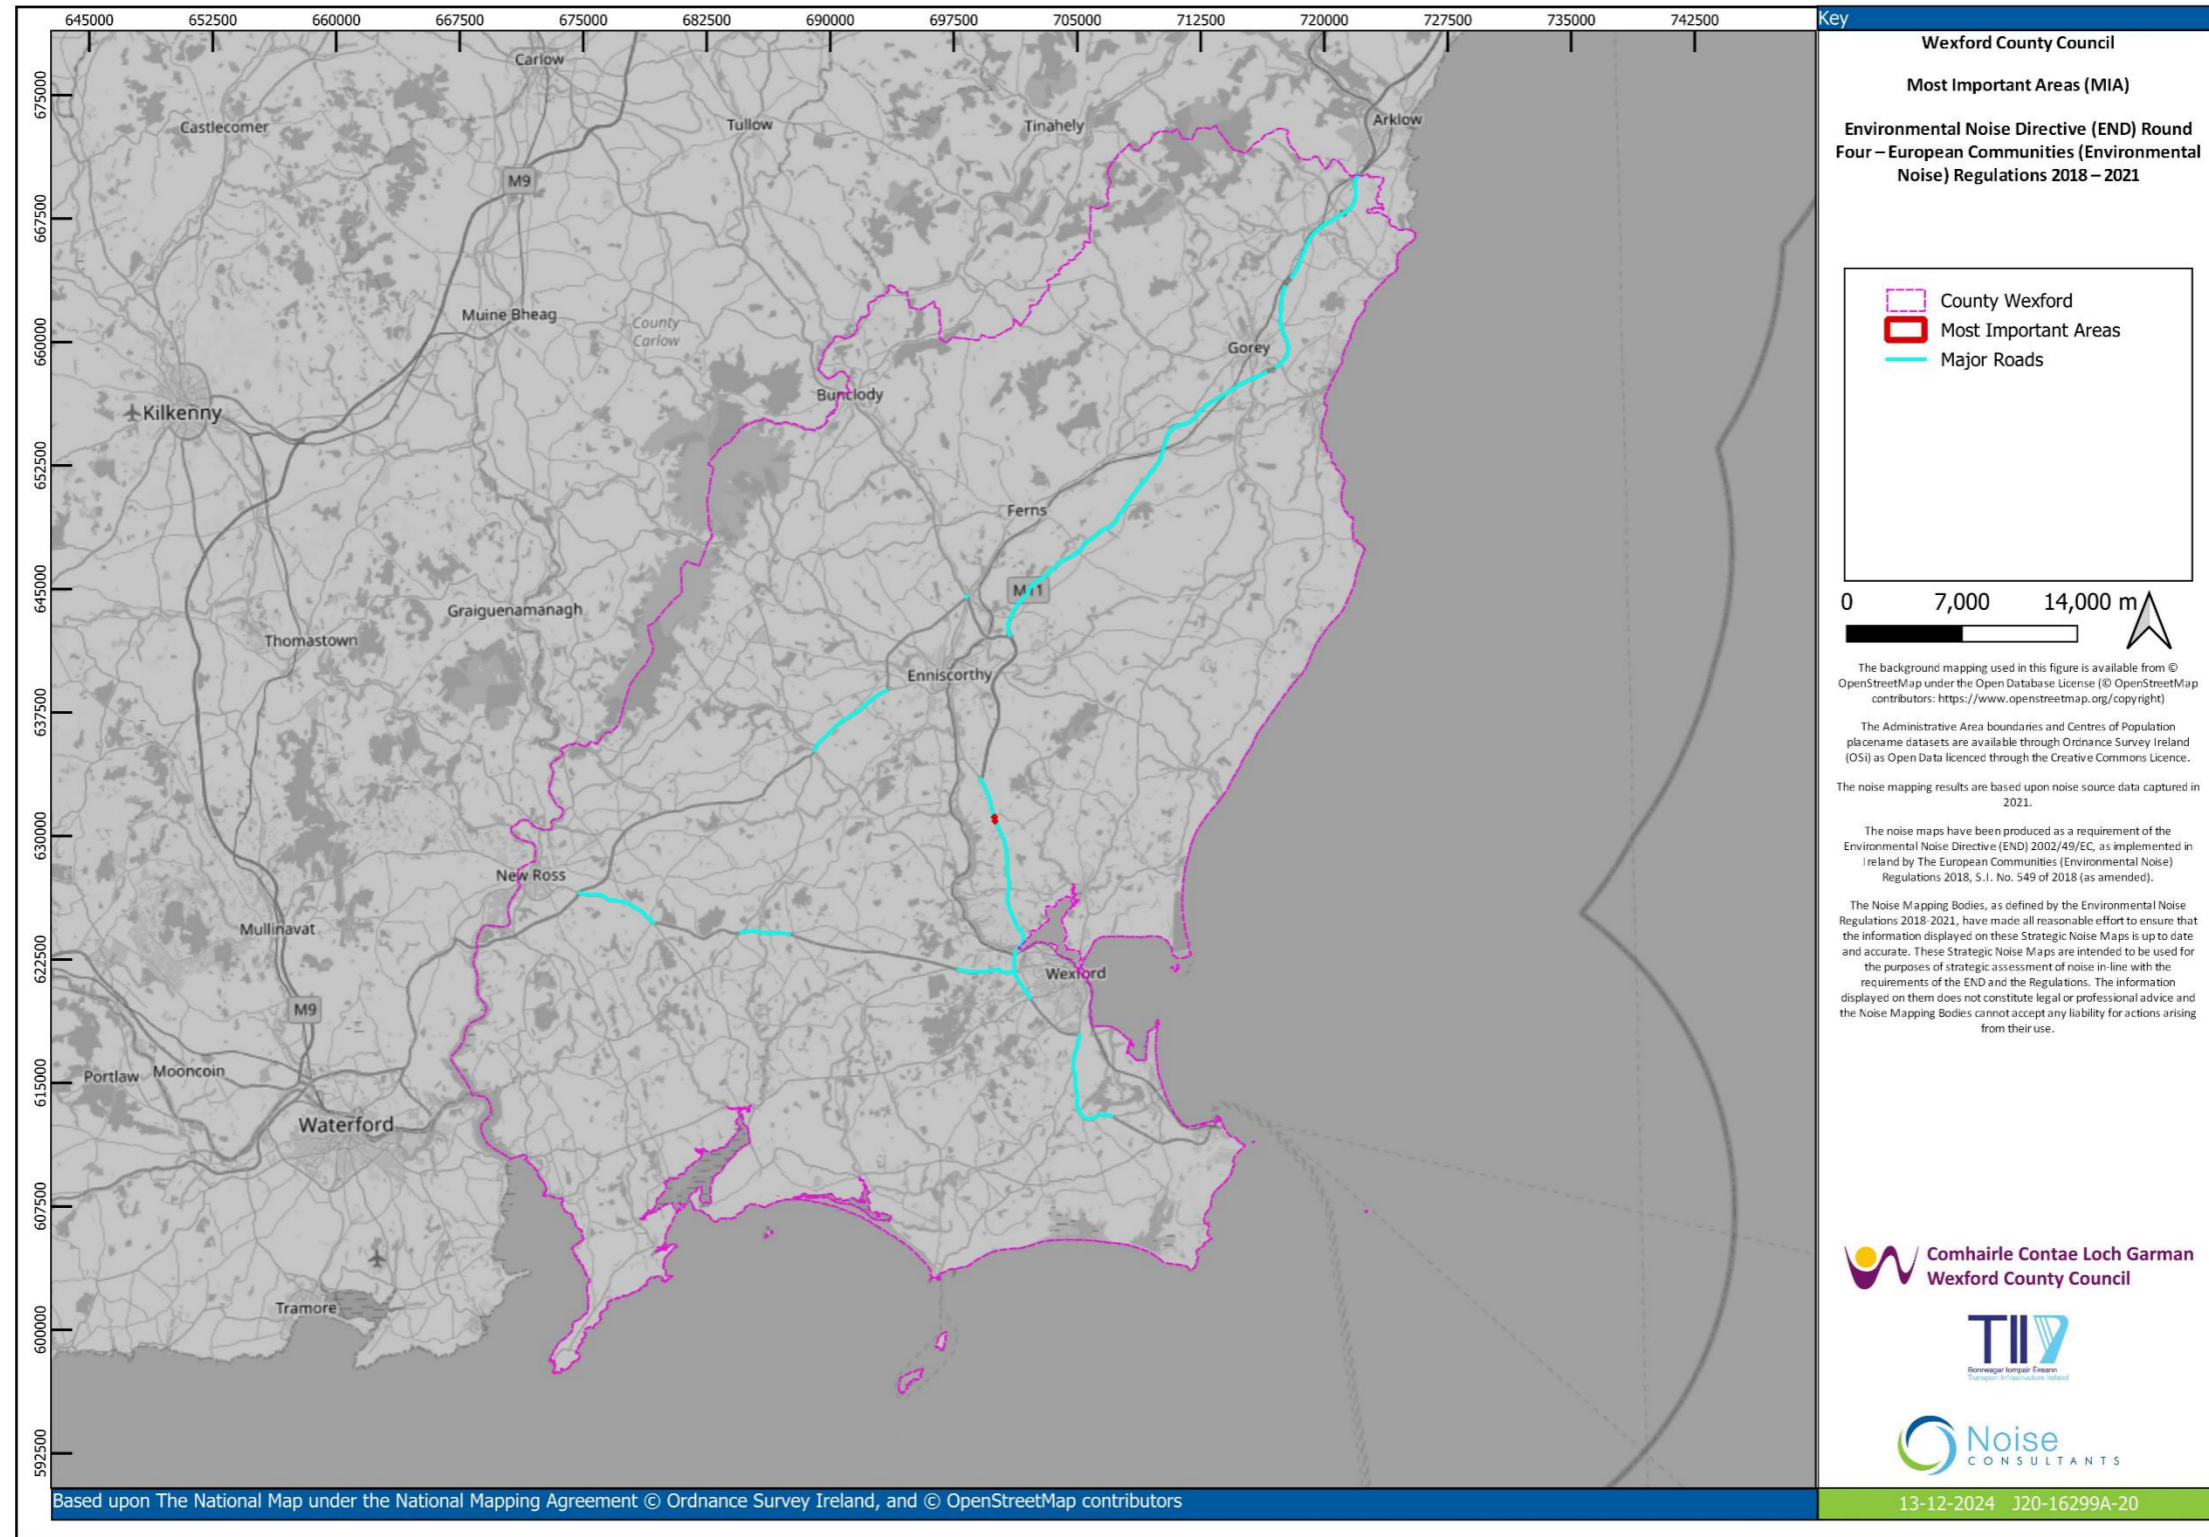 645000 652500 660000 667500 675000 682500 690000 697500 705000 712500 720000 727500 735000 742500
675000
667500
660000
652500
645000
637500
630000
622500
615000
607500
600000
592500
Carlow
Castlecomer
Tullow
Tinahely
Arklow
M9
Muine Bheag
County
Carlow
Gorey
Bunclody
Kilkenny
Ferns
M11
Graiguenamanagh
Thomastown
Enniscorthy
New Ross
Mullinavat
Wexford
M9
Portlaw Mooncoin
Waterford
Tramore
Based upon The National Map under the National Mapping Agreement © Ordnance Survey Ireland, and © OpenStreetMap contributors
Key
Wexford County Council
Most Important Areas (MIA)
Environmental Noise Directive (END) Round
Four – European Communities (Environmental
Noise) Regulations 2018 – 2021
County Wexford
Most Important Areas
Major Roads
0 7,000 14,000 m
The background mapping used in this figure is available from ©
OpenStreetMap under the Open Database License (© OpenStreetMap
contributors: https://www.openstreetmap.org/copyright)
The Administrative Area boundaries and Centres of Population
placename datasets are available through Ordnance Survey Ireland
(OSi) as Open Data licenced through the Creative Commons Licence.
The noise mapping results are based upon noise source data captured in
2021.
The noise maps have been produced as a requirement of the
Environmental Noise Directive (END) 2002/49/EC, as implemented in
Ireland by The European Communities (Environmental Noise)
Regulations 2018, S.I. No. 549 of 2018 (as amended).
The Noise Mapping Bodies, as defined by the Environmental Noise
Regulations 2018-2021, have made all reasonable effort to ensure that
the information displayed on these Strategic Noise Maps is up to date
and accurate. These Strategic Noise Maps are intended to be used for
the purposes of strategic assessment of noise in-line with the
requirements of the END and the Regulations. The information
displayed on them does not constitute legal or professional advice and
the Noise Mapping Bodies cannot accept any liability for actions arising
from their use.
Comhairle Contae Loch Garman
Wexford County Council
TII
Bonneagar Iompair Éireann
Transport Infrastructure Ireland
Noise
CONSULTANTS
13-12-2024 J20-16299A-20